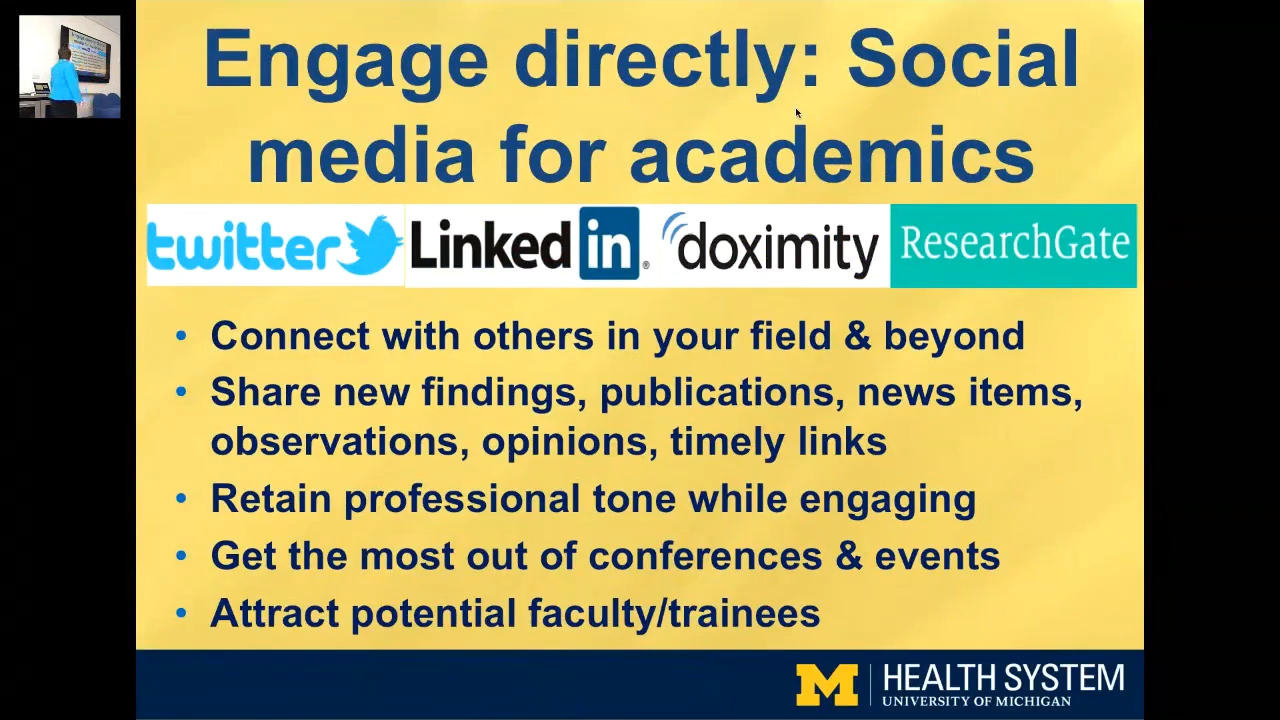 Engage directly: Social
media for academics
twitter Linked in® doximity ResearchGate
• Connect with others in your field & beyond
• Share new findings, publications, news items,
observations, opinions, timely links
• Retain professional tone while engaging
• Get the most out of conferences & events
• Attract potential faculty/trainees
M HEALTH SYSTEM
UNIVERSITY OF MICHIGAN